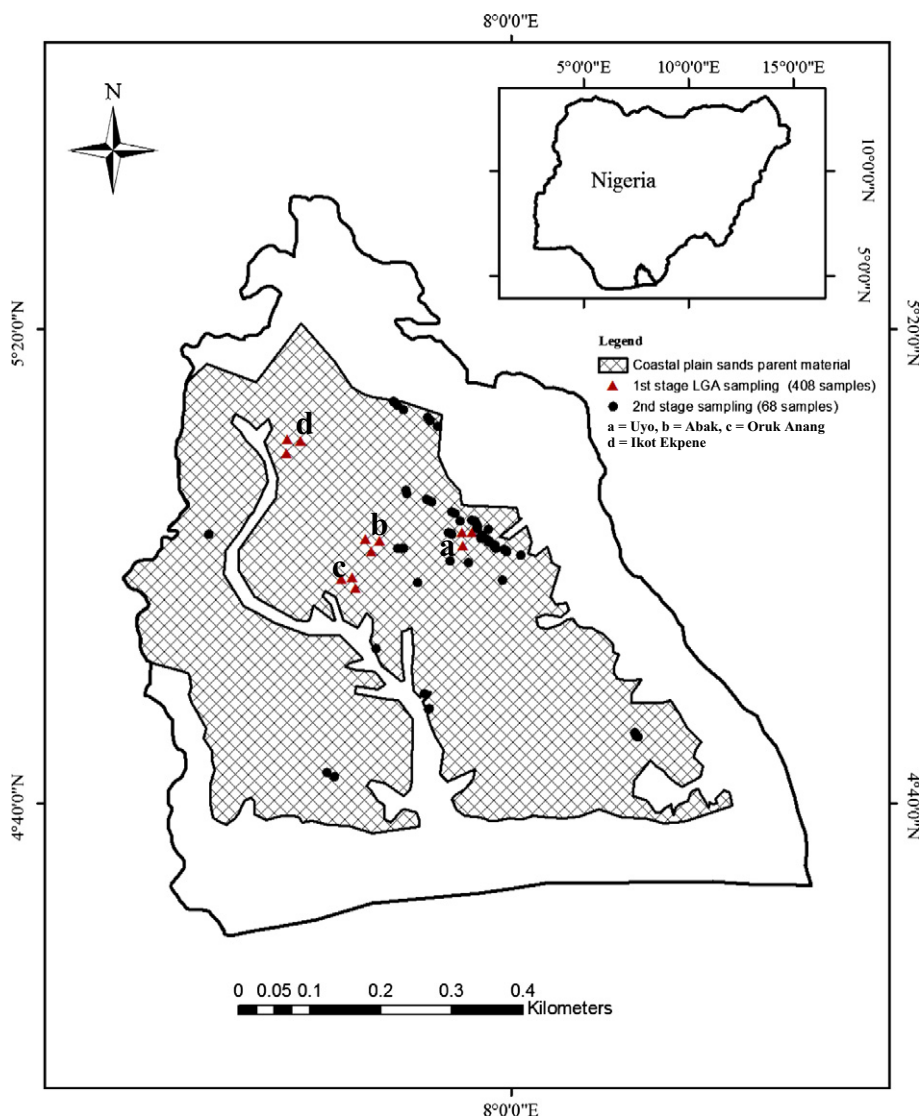 8°0'0"E
5°0'0"E 10°0'0"E 15°0'0"E
N
10°0'0"N
Nigeria
5°0'0"N
5°20'0"N
5°20'0"N
Legend
Coastal plain sands parent material
1st stage LGA sampling (408 samples)
2nd stage sampling (68 samples)
a = Uyo, b = Abak, c = Oruk Anang
d = Ikot Ekpene
d
b
a
c
4°40'0"N
4°40'0"N
0 0.05 0.1 0.2 0.3 0.4
Kilometers
8°0'0"E